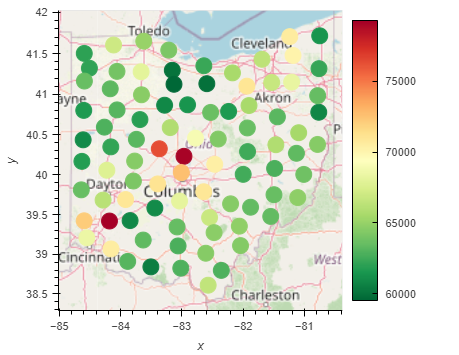 42
41.5
41
40.5
40
39.5
39
38.5
y
−85
−84
−83
−82
−81
x
Toledo
Cleveland
ayne
Akron
Ohio
P
Dayton
Columbus
Cincinnati
West
Charleston
75000
70000
65000
60000